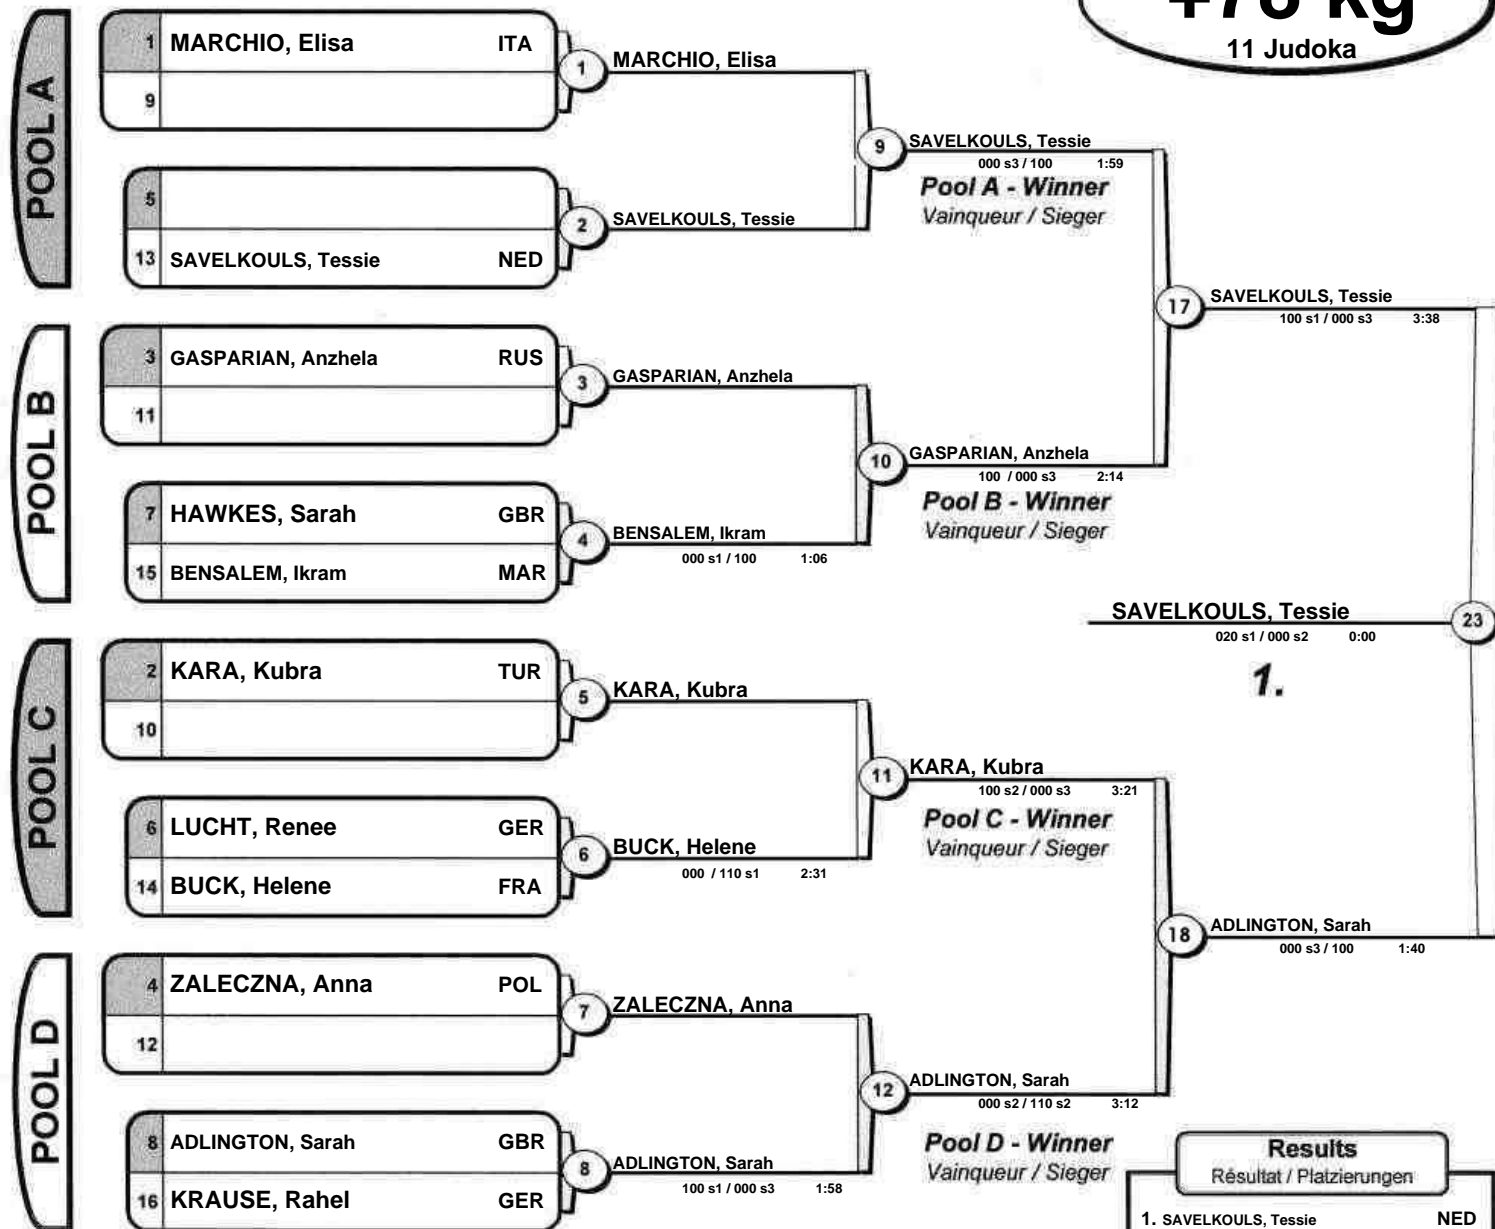 +78 kg
11 Judoka
POOL A
1 MARCHIO, Elisa ITA
9
1 MARCHIO, Elisa
5
13 SAVELKOULS, Tessie NED
2 SAVELKOULS, Tessie
9 SAVELKOULS, Tessie
000 s3 / 100 1:59
Pool A - Winner
Vainqueur / Sieger
POOL B
3 GASPARIAN, Anzhela RUS
11
3 GASPARIAN, Anzhela
7 HAWKES, Sarah GBR
15 BENSALEM, Ikram MAR
4 BENSALEM, Ikram
000 s1 / 100 1:06
10 GASPARIAN, Anzhela
100 / 000 s3 2:14
Pool B - Winner
Vainqueur / Sieger
17 SAVELKOULS, Tessie
100 s1 / 000 s3 3:38
SAVELKOULS, Tessie 23
020 s1 / 000 s2 0:00
1.
POOL C
2 KARA, Kubra TUR
10
5 KARA, Kubra
6 LUCHT, Renee GER
14 BUCK, Helene FRA
6 BUCK, Helene
000 / 110 s1 2:31
11 KARA, Kubra
100 s2 / 000 s3 3:21
Pool C - Winner
Vainqueur / Sieger
POOL D
4 ZALECZNA, Anna POL
12
7 ZALECZNA, Anna
8 ADLINGTON, Sarah GBR
16 KRAUSE, Rahel GER
8 ADLINGTON, Sarah
100 s1 / 000 s3 1:58
12 ADLINGTON, Sarah
000 s2 / 110 s2 3:12
Pool D - Winner
Vainqueur / Sieger
18 ADLINGTON, Sarah
000 s3 / 100 1:40
Results
Résultat / Platzierungen
1. SAVELKOULS, Tessie NED